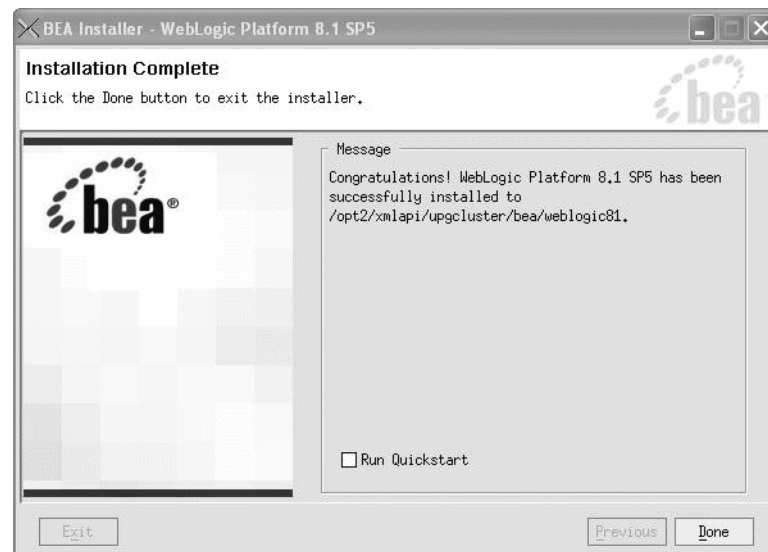 BEA Installer - WebLogic Platform 8.1 SP5
Installation Complete
Click the Done button to exit the installer.
bea
bea®
Message
Congratulations! WebLogic Platform 8.1 SP5 has been
successfully installed to
/opt2/xmlapi/upgcluster/bea/weblogic81.
Run Quickstart
Exit
Previous
Done